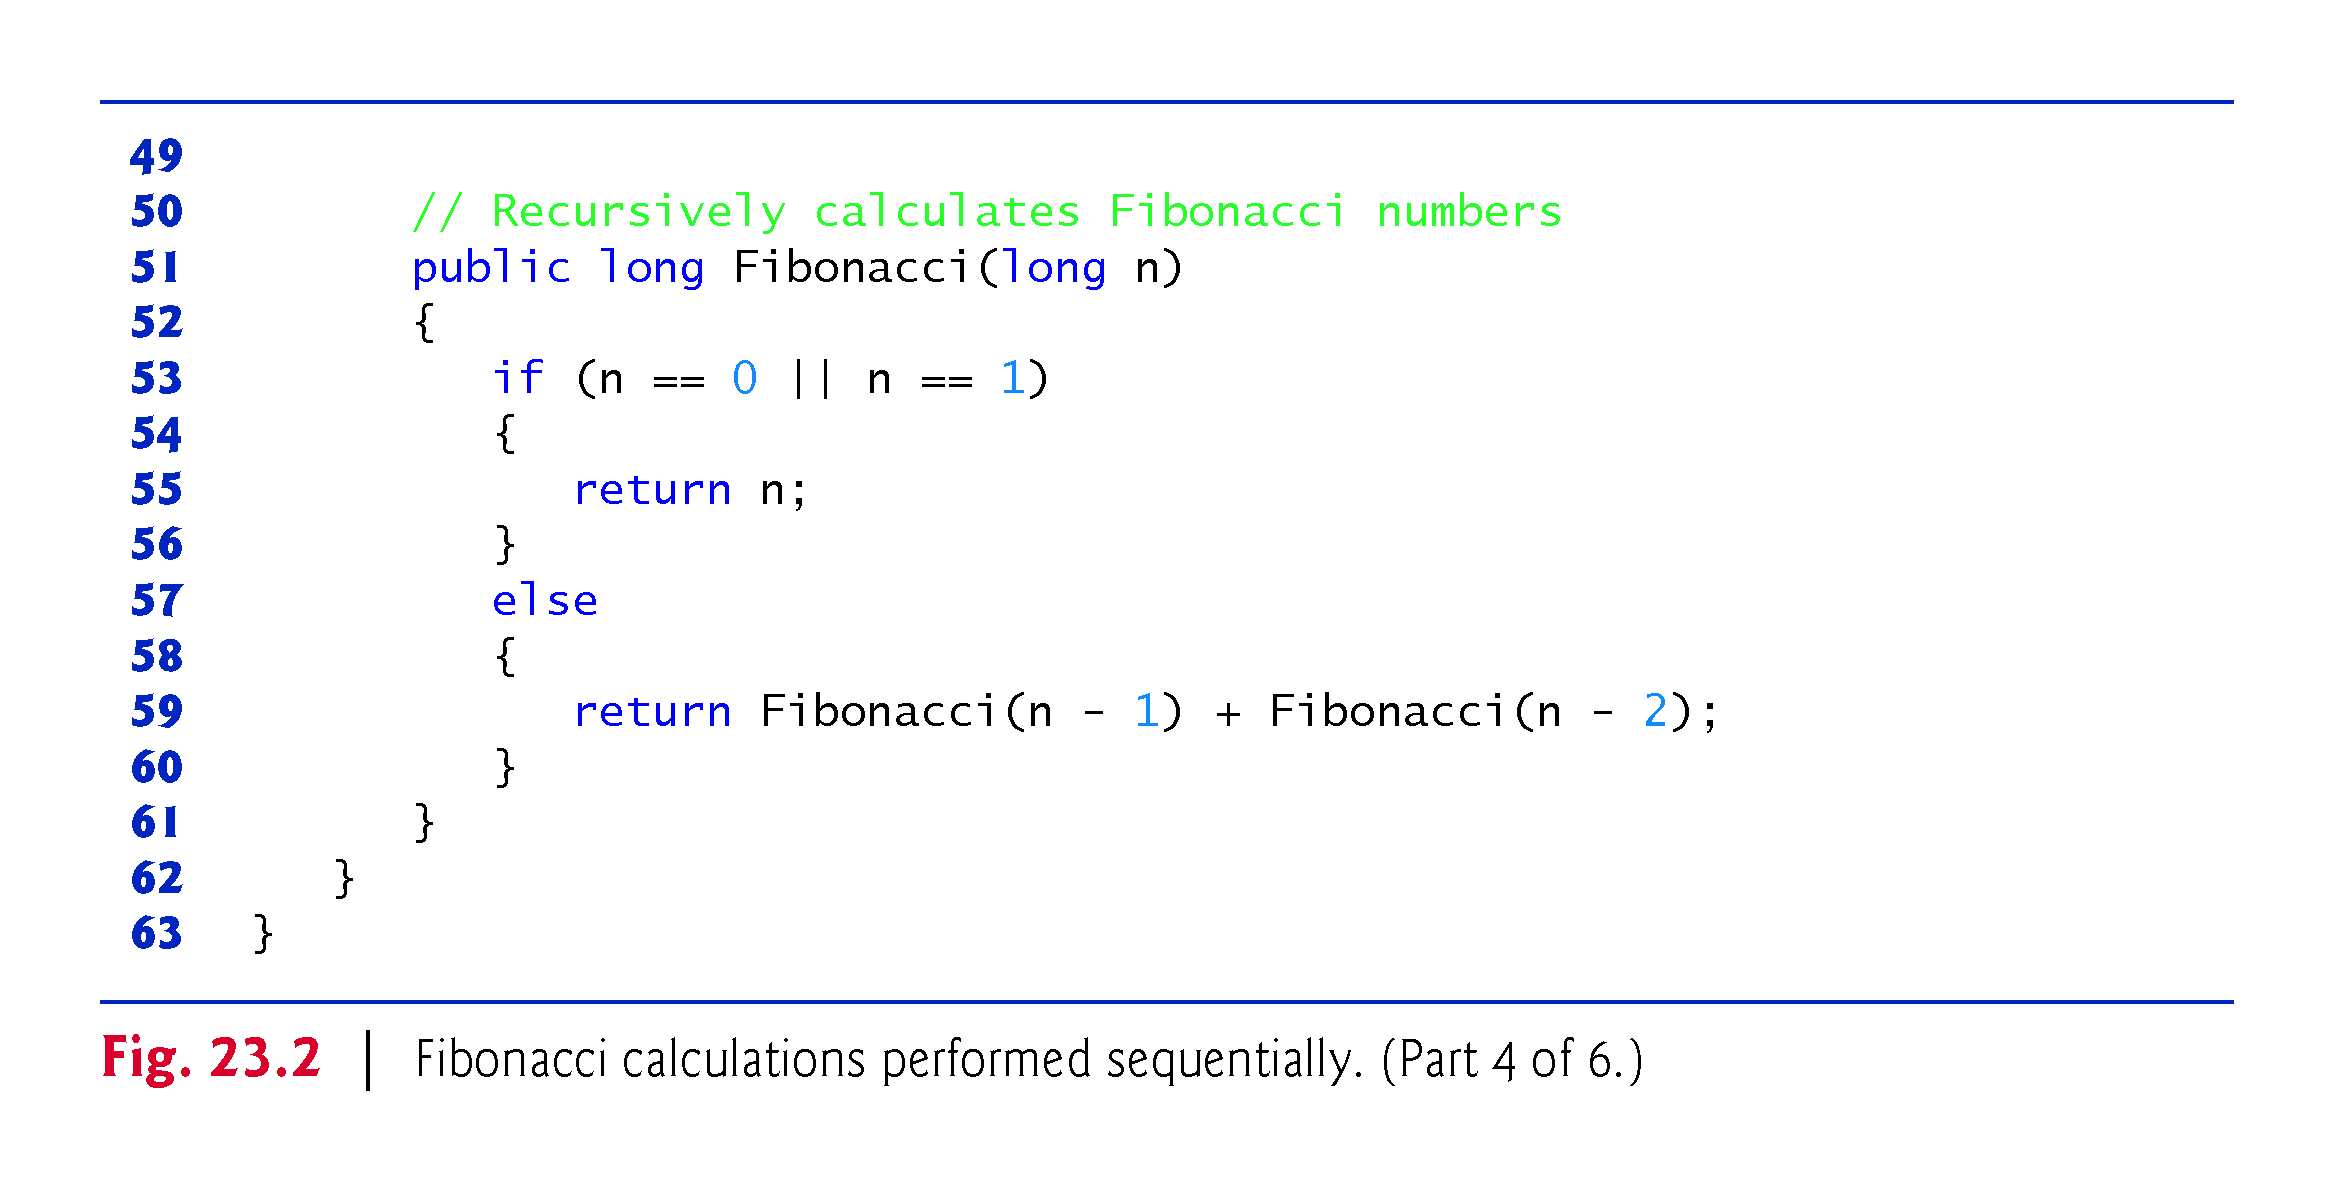 49
50 // Recursively calculates Fibonacci numbers
51 public long Fibonacci(long n)
52 {
53 if (n == 0 || n == 1)
54 {
55 return n;
56 }
57 else
58 {
59 return Fibonacci(n - 1) + Fibonacci(n - 2);
60 }
61 }
62 }
63 }
Fig. 23.2 | Fibonacci calculations performed sequentially. (Part 4 of 6.)